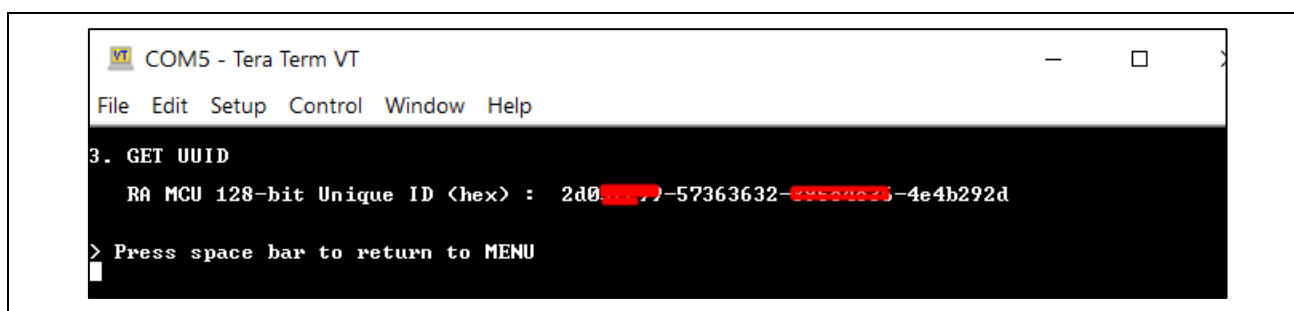 VT COM5 - Tera Term VT
File Edit Setup Control Window Help
3. GET UUID
RA MCU 128-bit Unique ID (hex) : -57363632- -4e4b292d
> Press space bar to return to MENU